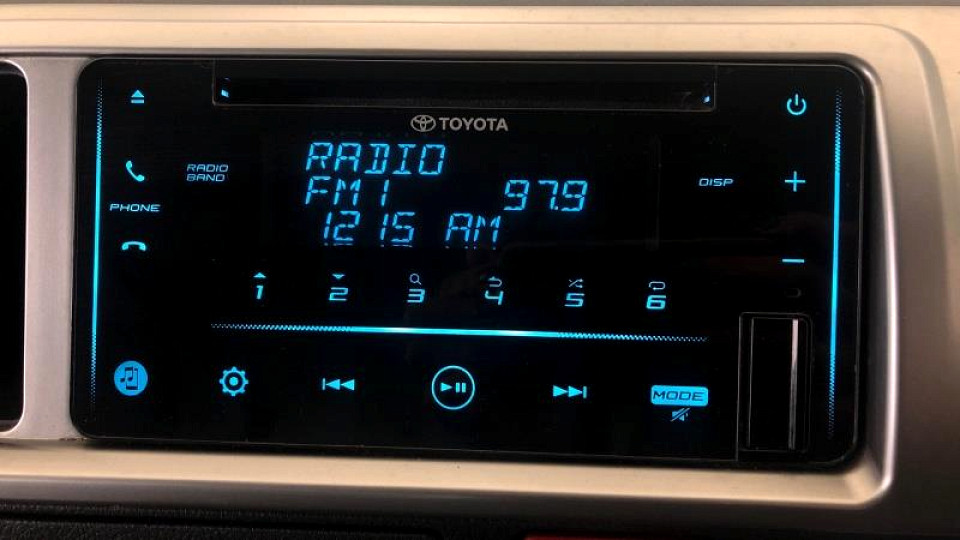 TOYOTA
RADIO
RADIO BAND
FM1 97.9
DISP
PHONE
12 15 AM
1 2 3 4 5 6
MODE